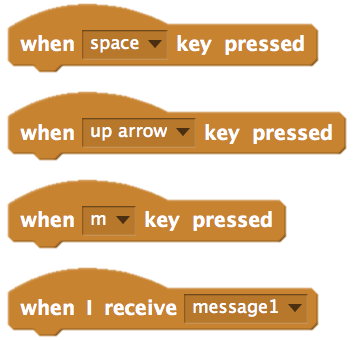 when space key pressed
when up arrow key pressed
when m key pressed
when I receive message1